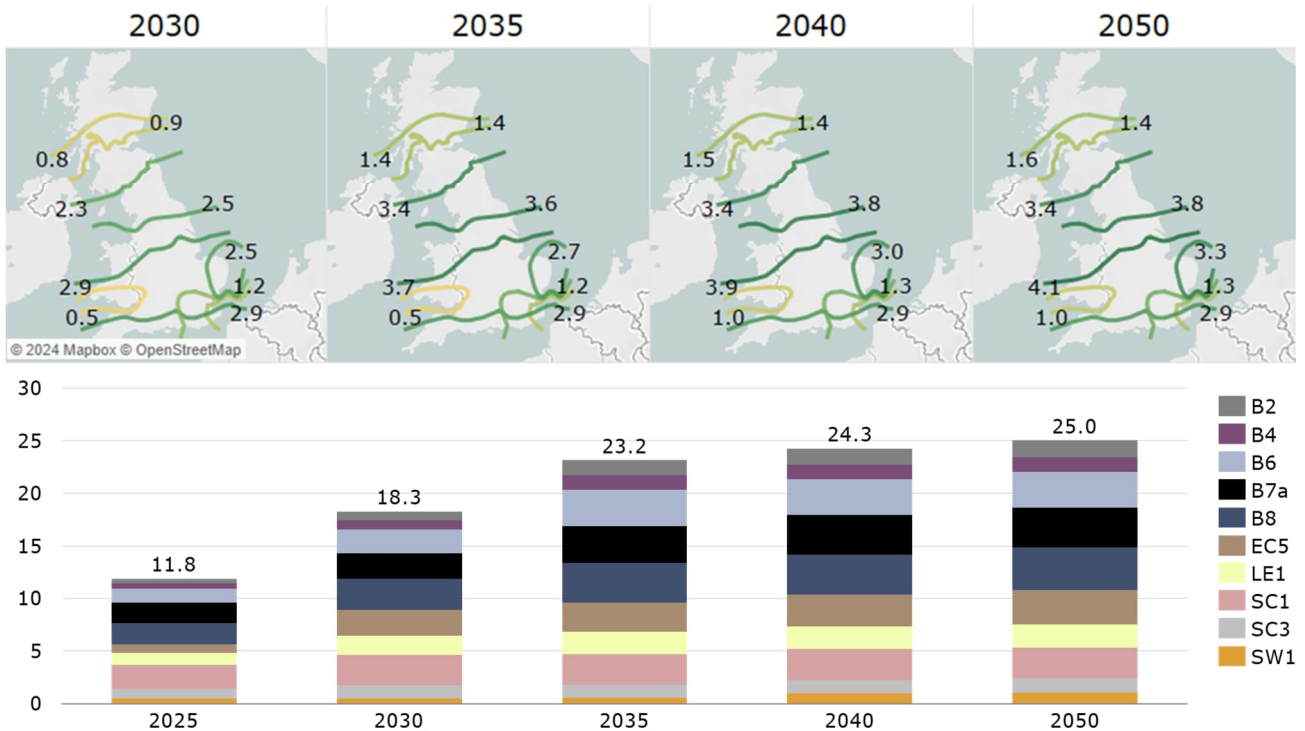 2030 2035 2040 2050
0.9 1.4 1.4 1.4
0.8 1.4 1.5 1.6
2.3 2.5 3.4 3.6 3.4 3.8 3.4 3.8
2.5 2.7 3.0 3.3
2.9 1.2 3.7 1.2 3.9 1.3 4.1 1.3
0.5 2.9 0.5 2.9 1.0 2.9 1.0 2.9
© 2024 Mapbox © OpenStreetMap
30
25
20
15
10
5
0
11.8
18.3
23.2
24.3
25.0
2025 2030 2035 2040 2050
B2
B4
B6
B7a
B8
EC5
LE1
SC1
SC3
SW1